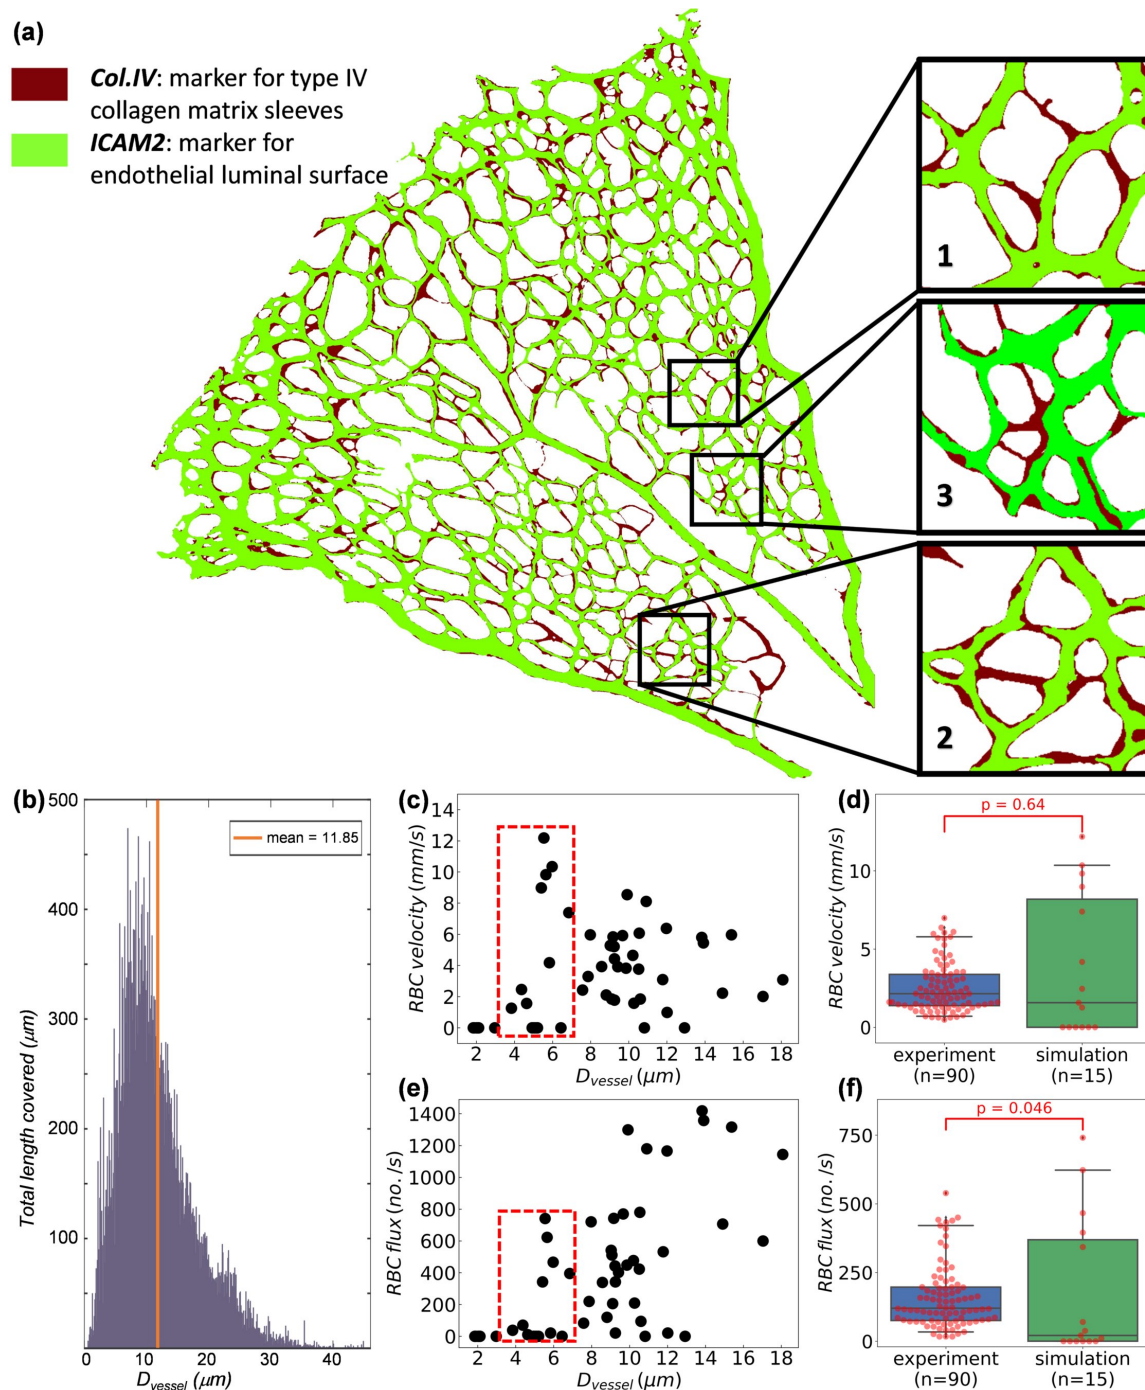 (a)
Col.IV: marker for type IV
collagen matrix sleeves
ICAM2: marker for
endothelial luminal surface
1
3
2
(b)
500
400
300
200
100
0
10
20
30
40
Total length covered (μm)
D_vessel (μm)
mean = 11.85
(c)
14
12
10
8
6
4
2
0
2 4 6 8 10 12 14 16 18
RBC velocity (mm/s)
D_vessel (μm)
(d)
p = 0.64
10
5
0
RBC velocity (mm/s)
experiment
(n=90)
simulation
(n=15)
(e)
1400
1200
1000
800
600
400
200
0
2 4 6 8 10 12 14 16 18
RBC flux (no./s)
D_vessel (μm)
(f)
p = 0.046
750
500
250
0
RBC flux (no./s)
experiment
(n=90)
simulation
(n=15)